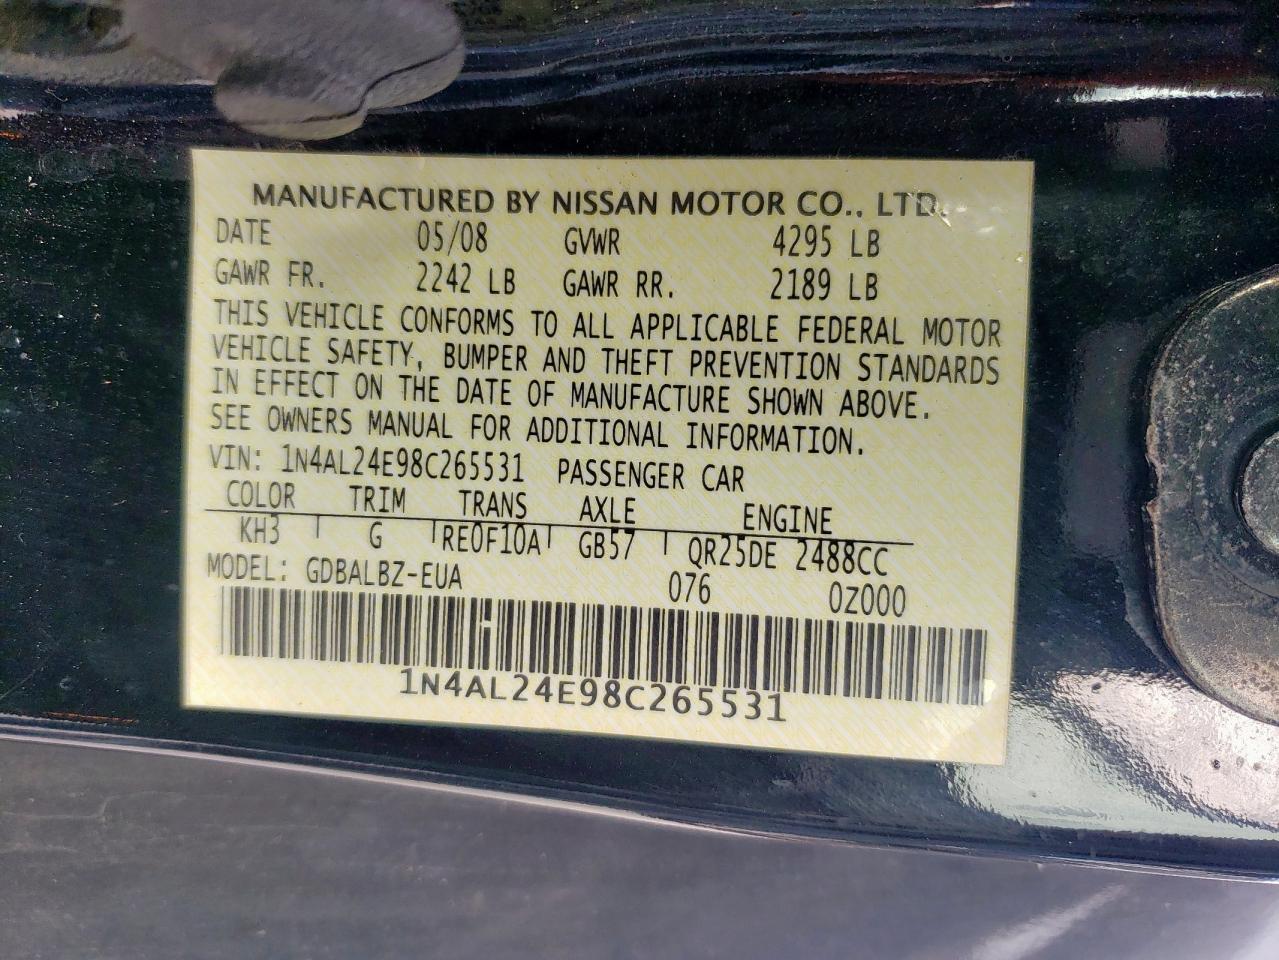 MANUFACTURED BY NISSAN MOTOR CO., LTD.
DATE 05/08 GVWR 4295 LB
GAWR FR. 2242 LB GAWR RR. 2189 LB
THIS VEHICLE CONFORMS TO ALL APPLICABLE FEDERAL MOTOR
VEHICLE SAFETY, BUMPER AND THEFT PREVENTION STANDARDS
IN EFFECT ON THE DATE OF MANUFACTURE SHOWN ABOVE.
SEE OWNERS MANUAL FOR ADDITIONAL INFORMATION.
VIN: 1N4AL24E98C265531 PASSENGER CAR
COLOR TRIM TRANS AXLE ENGINE
KH3 G RE0F10A GB57 QR25DE 2488CC
MODEL: GDBALBZ-EUA 076 0Z000
1N4AL24E98C265531